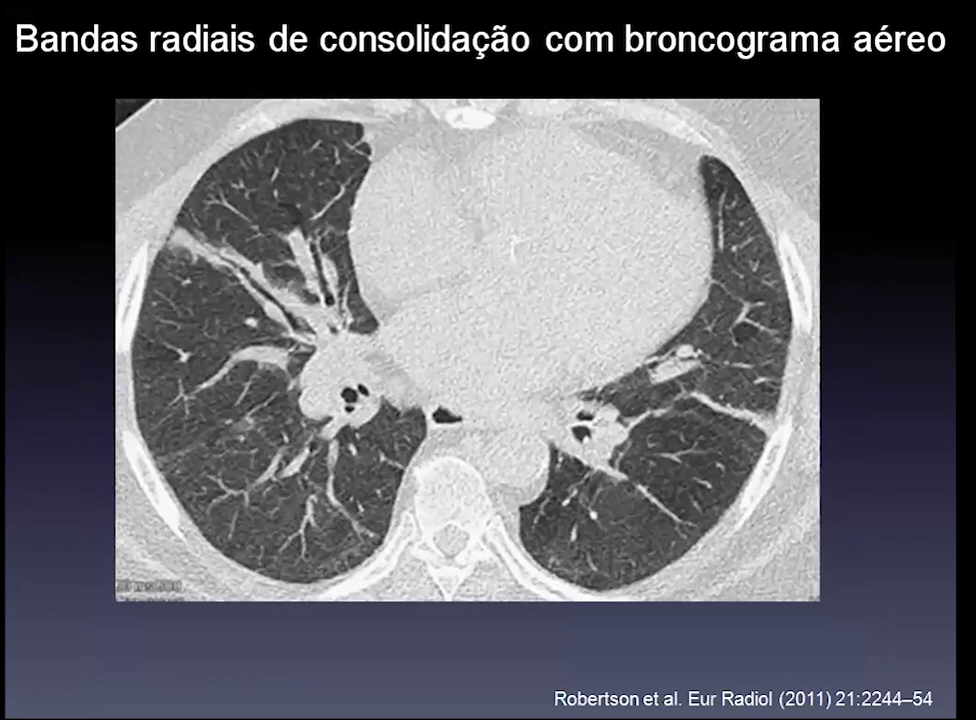 Bandas radiais de consolidação com broncograma aéreo
Robertson et al. Eur Radiol (2011) 21:2244–54